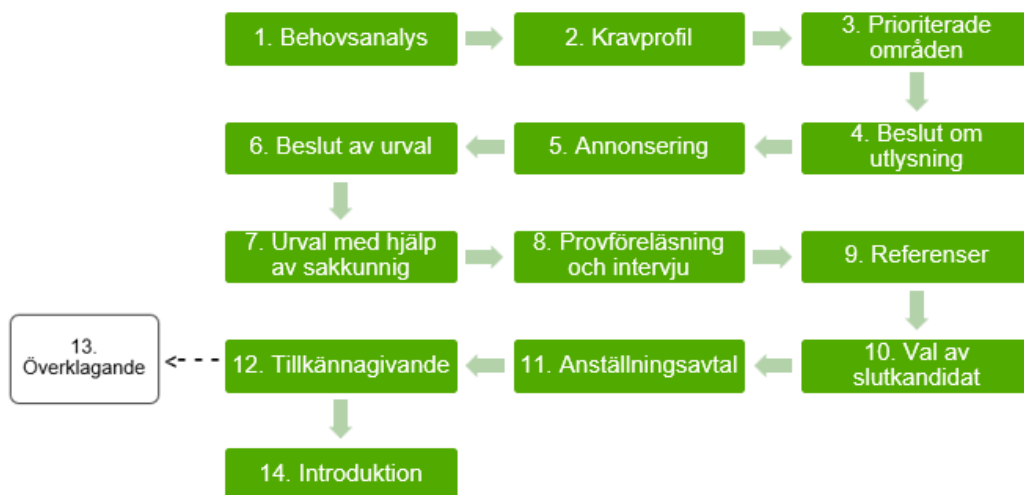 1. Behovsanalys
2. Kravprofil
3. Prioriterade
områden
4. Beslut om
utlysning
5. Annonsering
6. Beslut av urval
7. Urval med hjälp
av sakkunnig
8. Provföreläsning
och intervju
9. Referenser
10. Val av
slutkandidat
11. Anställningsavtal
12. Tillkännagivande
13.
Överklagande
14. Introduktion